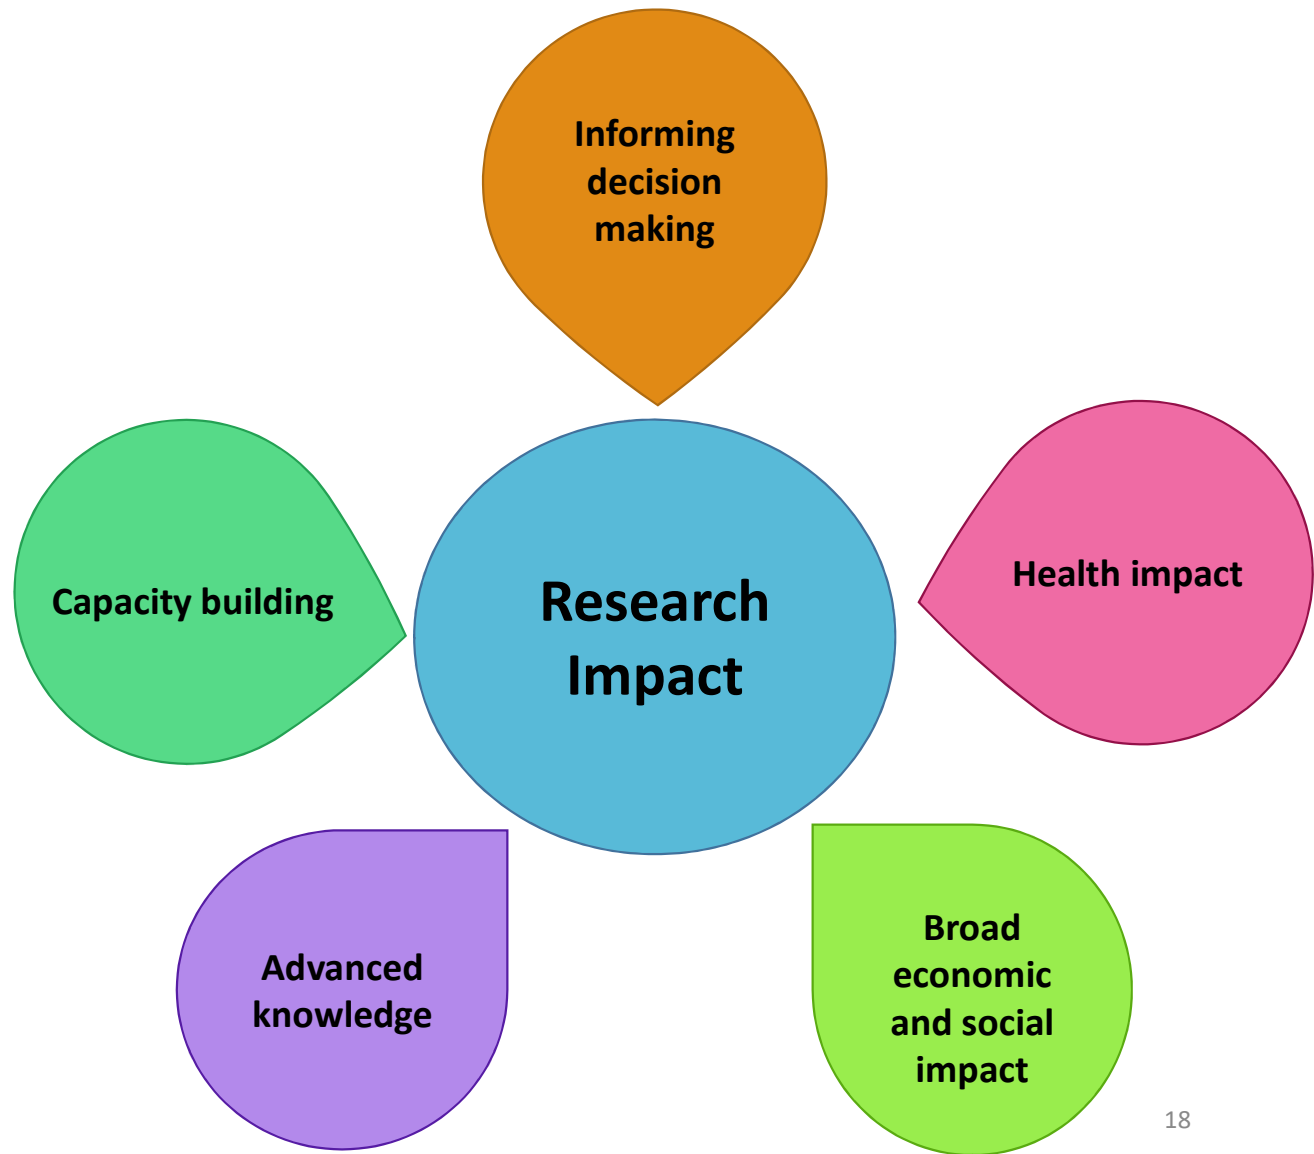 Informing
decision
making
Health impact
Capacity building
Research
Impact
Advanced
knowledge
Broad
economic
and social
impact
18